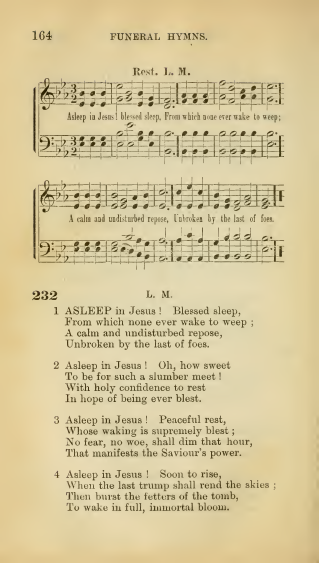 164 FUNERAL HYMNS.
Rest. L. M.
Asleep in Jesus! blessed sleep, From which none ever wake to weep;
A calm and undisturbed repose, Unbroken by the last of foes.
232 L. M.
1 ASLEEP in Jesus! Blessed sleep,
From which none ever wake to weep;
A calm and undisturbed repose,
Unbroken by the last of foes.
2 Asleep in Jesus! Oh, how sweet
To be for such a slumber meet!
With holy confidence to rest
In hope of being ever blest.
3 Asleep in Jesus! Peaceful rest,
Whose waking is supremely blest;
No fear, no woe, shall dim that hour,
That manifests the Saviour's power.
4 Asleep in Jesus! Soon to rise,
When the last trump shall rend the skies;
Then burst the fetters of the tomb,
To wake in full, immortal bloom.